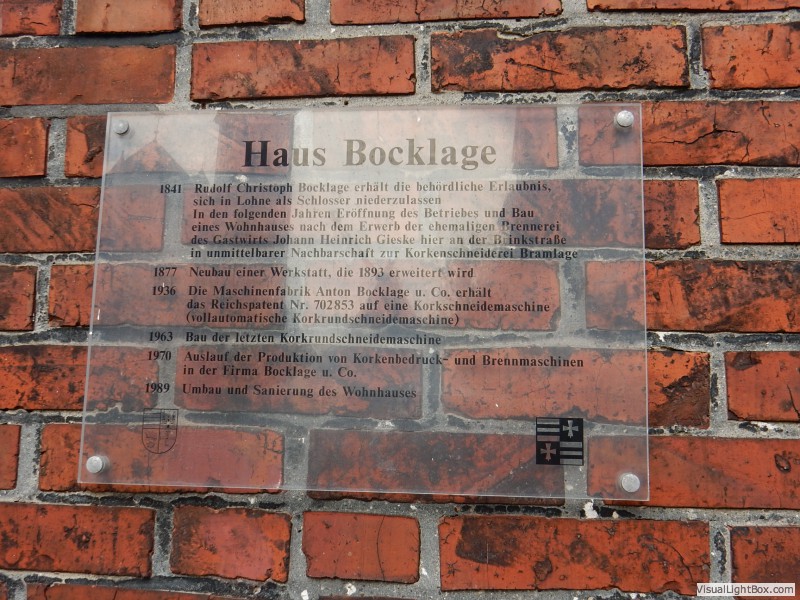 Haus Bocklage
1841 Rudolf Christoph Bocklage erhält die behördliche Erlaubnis,
sich in Lohne als Schlosser niederzulassen
In den folgenden Jahren Eröffnung des Betriebes und Bau
eines Wohnhauses nach dem Erwerb der ehemaligen Brennerei
des Gastwirts Johann Heinrich Gieske hier an der Brinkstraße
in unmittelbarer Nachbarschaft zur Korkenschneiderei Bramlage
1877 Neubau einer Werkstatt, die 1893 erweitert wird
1936 Die Maschinenfabrik Anton Bocklage u. Co. erhält
das Reichspatent Nr. 702853 auf eine Korkschneidemaschine
(vollautomatische Korkrundschneidemaschine)
1963 Bau der letzten Korkrundschneidemaschine
1970 Auslauf der Produktion von Korkenbedruck- und Brennmaschinen
in der Firma Bocklage u. Co.
1989 Umbau und Sanierung des Wohnhauses
VisualLightBox.com